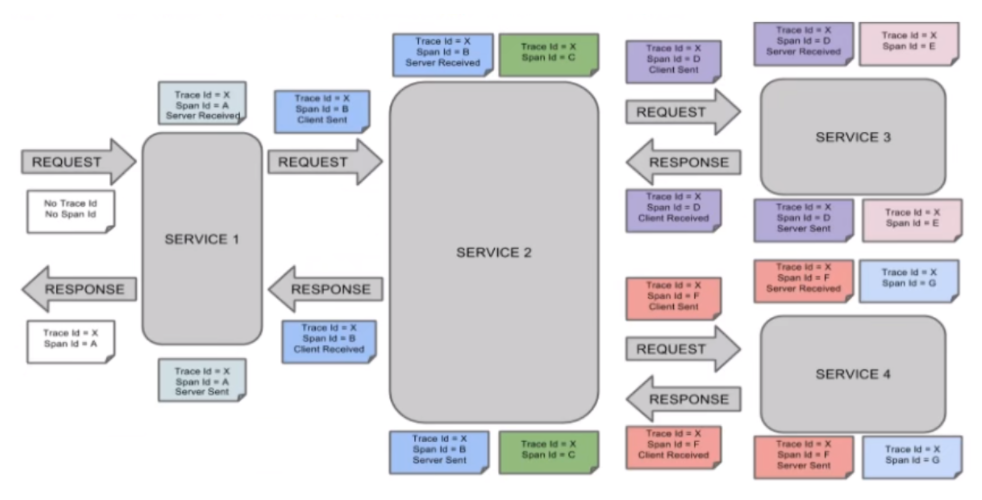 Trace Id = X
Span Id = A
Server Received
Trace Id = X
Span Id = B
Client Sent
REQUEST
No Trace Id
No Span Id
SERVICE 1
REQUEST
RESPONSE
Trace Id = X
Span Id = A
RESPONSE
Trace Id = X
Span Id = B
Client Received
Trace Id = X
Span Id = A
Server Sent
Trace Id = X
Span Id = B
Server Received
Trace Id = X
Span Id = C
SERVICE 2
Trace Id = X
Span Id = B
Server Sent
Trace Id = X
Span Id = C
Trace Id = X
Span Id = D
Client Sent
REQUEST
RESPONSE
Trace Id = X
Span Id = D
Client Received
Trace Id = X
Span Id = D
Server Received
Trace Id = X
Span Id = E
SERVICE 3
Trace Id = X
Span Id = D
Server Sent
Trace Id = X
Span Id = E
Trace Id = X
Span Id = F
Client Sent
REQUEST
RESPONSE
Trace Id = X
Span Id = F
Client Received
Trace Id = X
Span Id = F
Server Received
Trace Id = X
Span Id = G
SERVICE 4
Trace Id = X
Span Id = F
Server Sent
Trace Id = X
Span Id = G